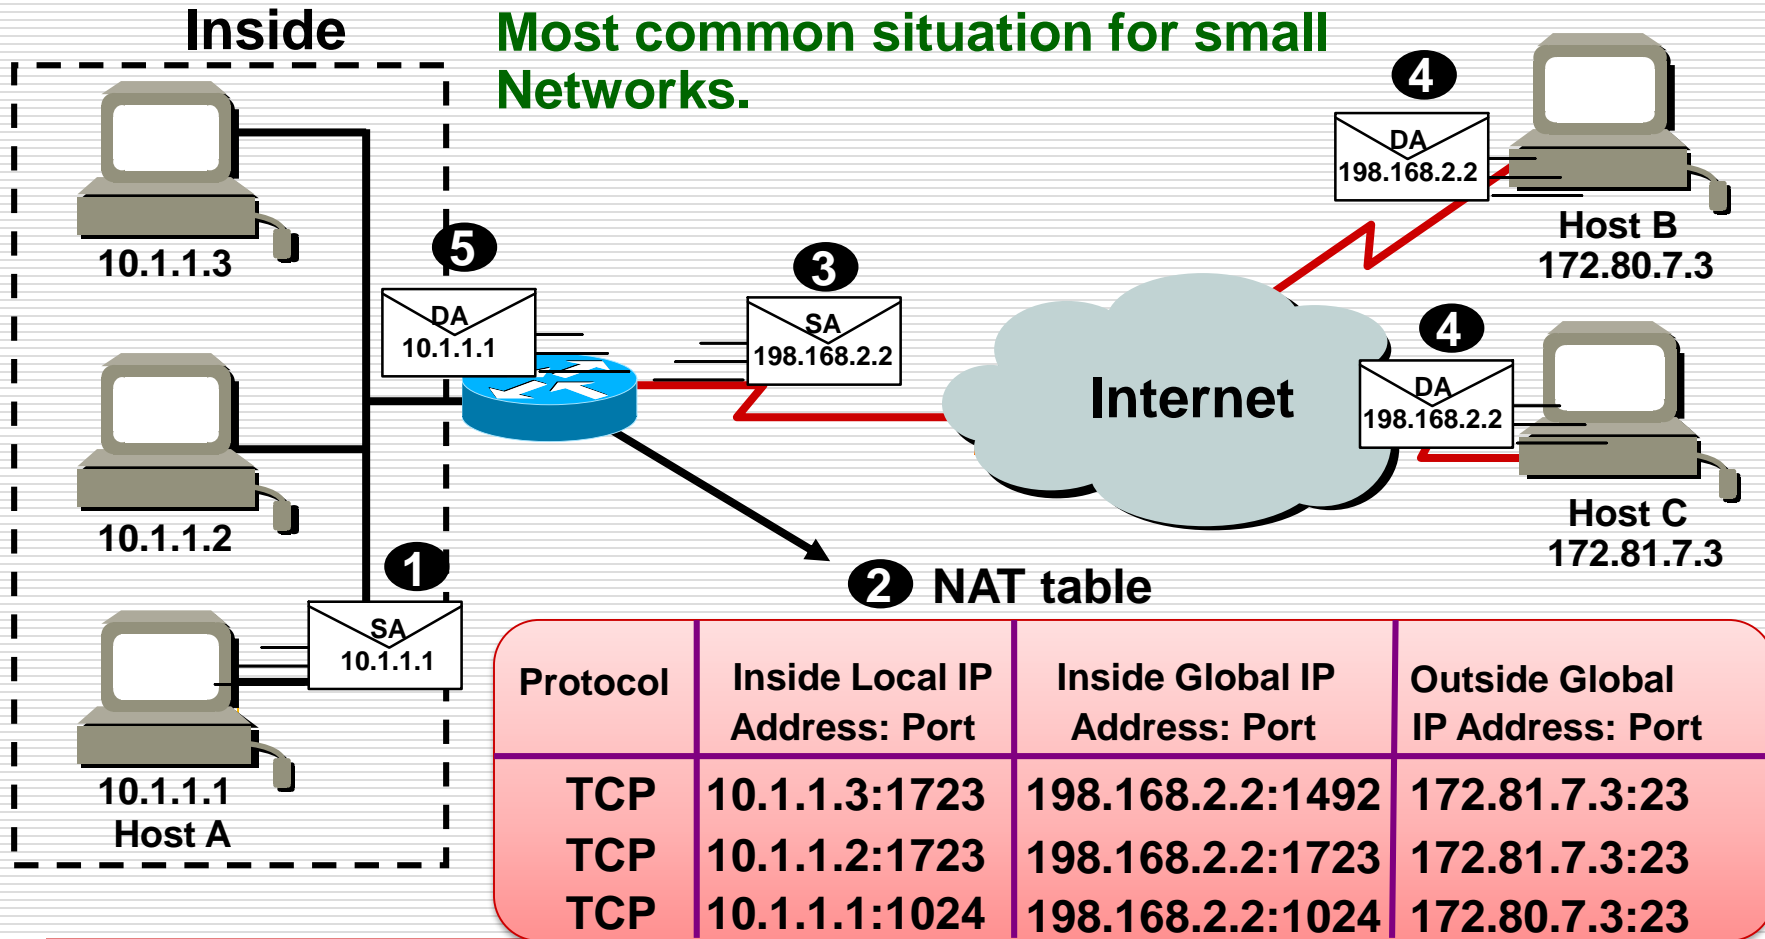 Inside
Most common situation for small
Networks.
10.1.1.3
10.1.1.2
1
SA
10.1.1.1
10.1.1.1
Host A
5
DA
10.1.1.1
3
SA
198.168.2.2
Internet
4
DA
198.168.2.2
Host B
172.80.7.3
4
DA
198.168.2.2
Host C
172.81.7.3
2 NAT table
Protocol
Inside Local IP
Address: Port
Inside Global IP
Address: Port
Outside Global
IP Address: Port
TCP 10.1.1.3:1723 198.168.2.2:1492 172.81.7.3:23
TCP 10.1.1.2:1723 198.168.2.2:1723 172.81.7.3:23
TCP 10.1.1.1:1024 198.168.2.2:1024 172.80.7.3:23